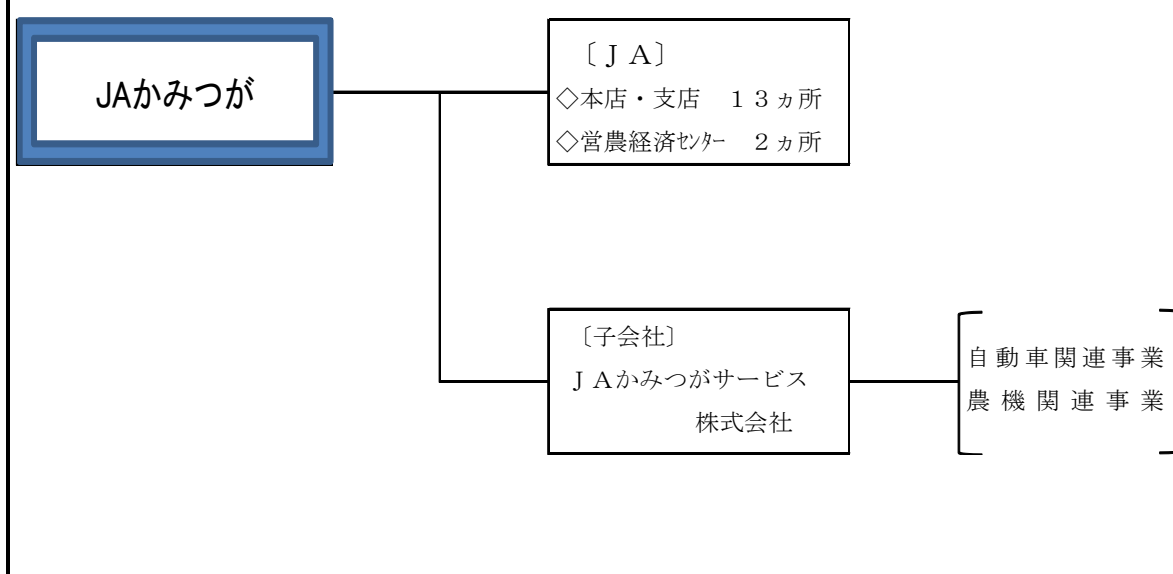 JAかみつが
〔ＪＡ〕
◇本店・支店　１３ヵ所
◇営農経済ｾﾝﾀｰ　２ヵ所
〔子会社〕
ＪＡかみつがサービス
株式会社
自動車関連事業
農機関連事業